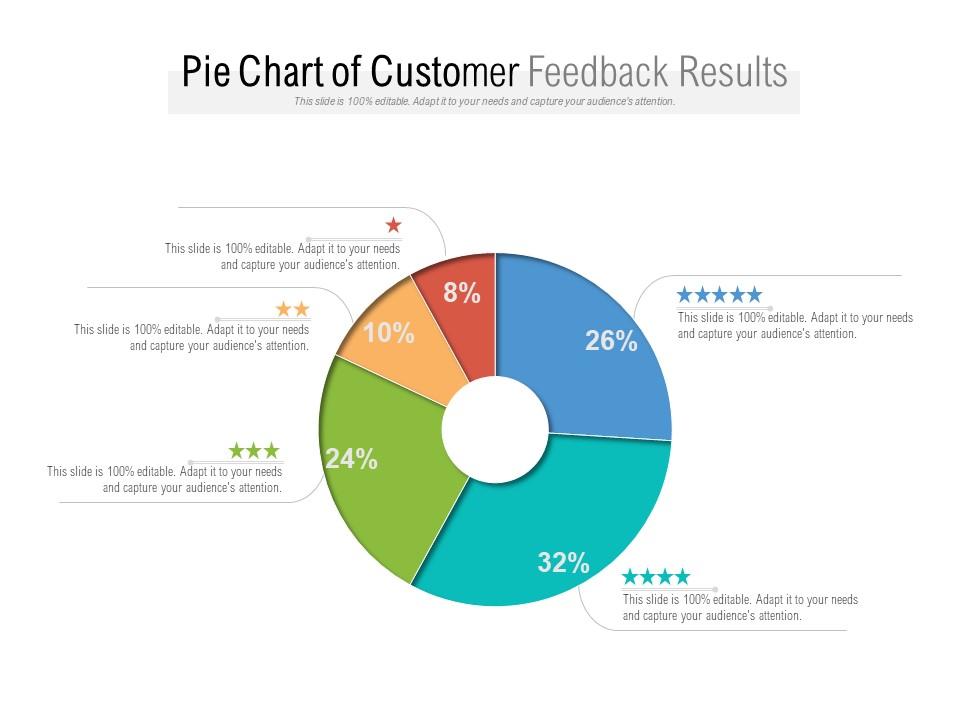 Pie Chart of Customer Feedback Results
This slide is 100% editable. Adapt it to your needs and capture your audience's attention.
This slide is 100% editable. Adapt it to your needs
and capture your audience's attention.
8%
This slide is 100% editable. Adapt it to your needs
and capture your audience's attention.
10%
26%
This slide is 100% editable. Adapt it to your needs
and capture your audience's attention.
24%
This slide is 100% editable. Adapt it to your needs
and capture your audience's attention.
32%
This slide is 100% editable. Adapt it to your needs
and capture your audience's attention.